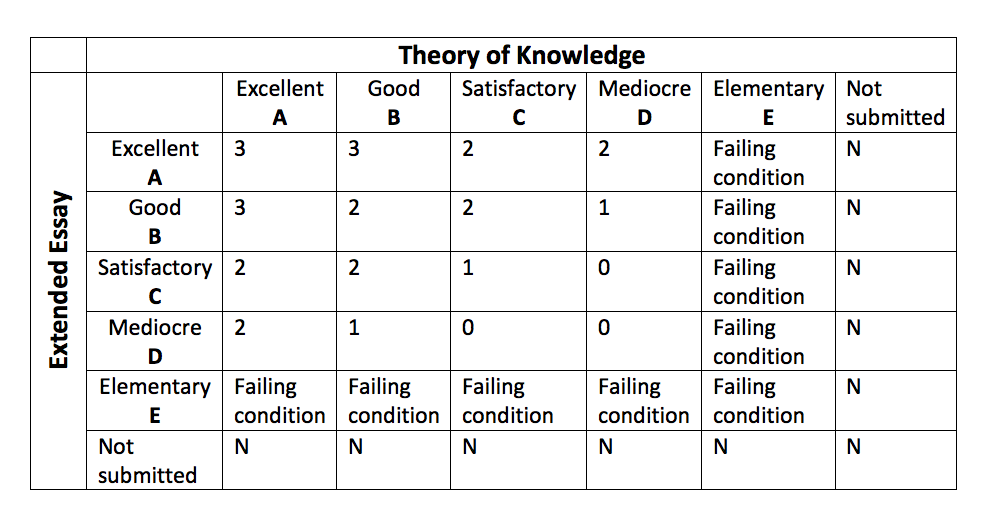 Theory of Knowledge
Extended Essay
Excellent Good Satisfactory Mediocre Elementary Not
A B C D E submitted
Excellent 3 3 2 2 Failing N
A condition
Good 3 2 2 1 Failing N
B condition
Satisfactory 2 2 1 0 Failing N
C condition
Mediocre 2 1 0 0 Failing N
D condition
Elementary Failing Failing Failing Failing Failing N
E condition condition condition condition condition
Not N N N N N N
submitted